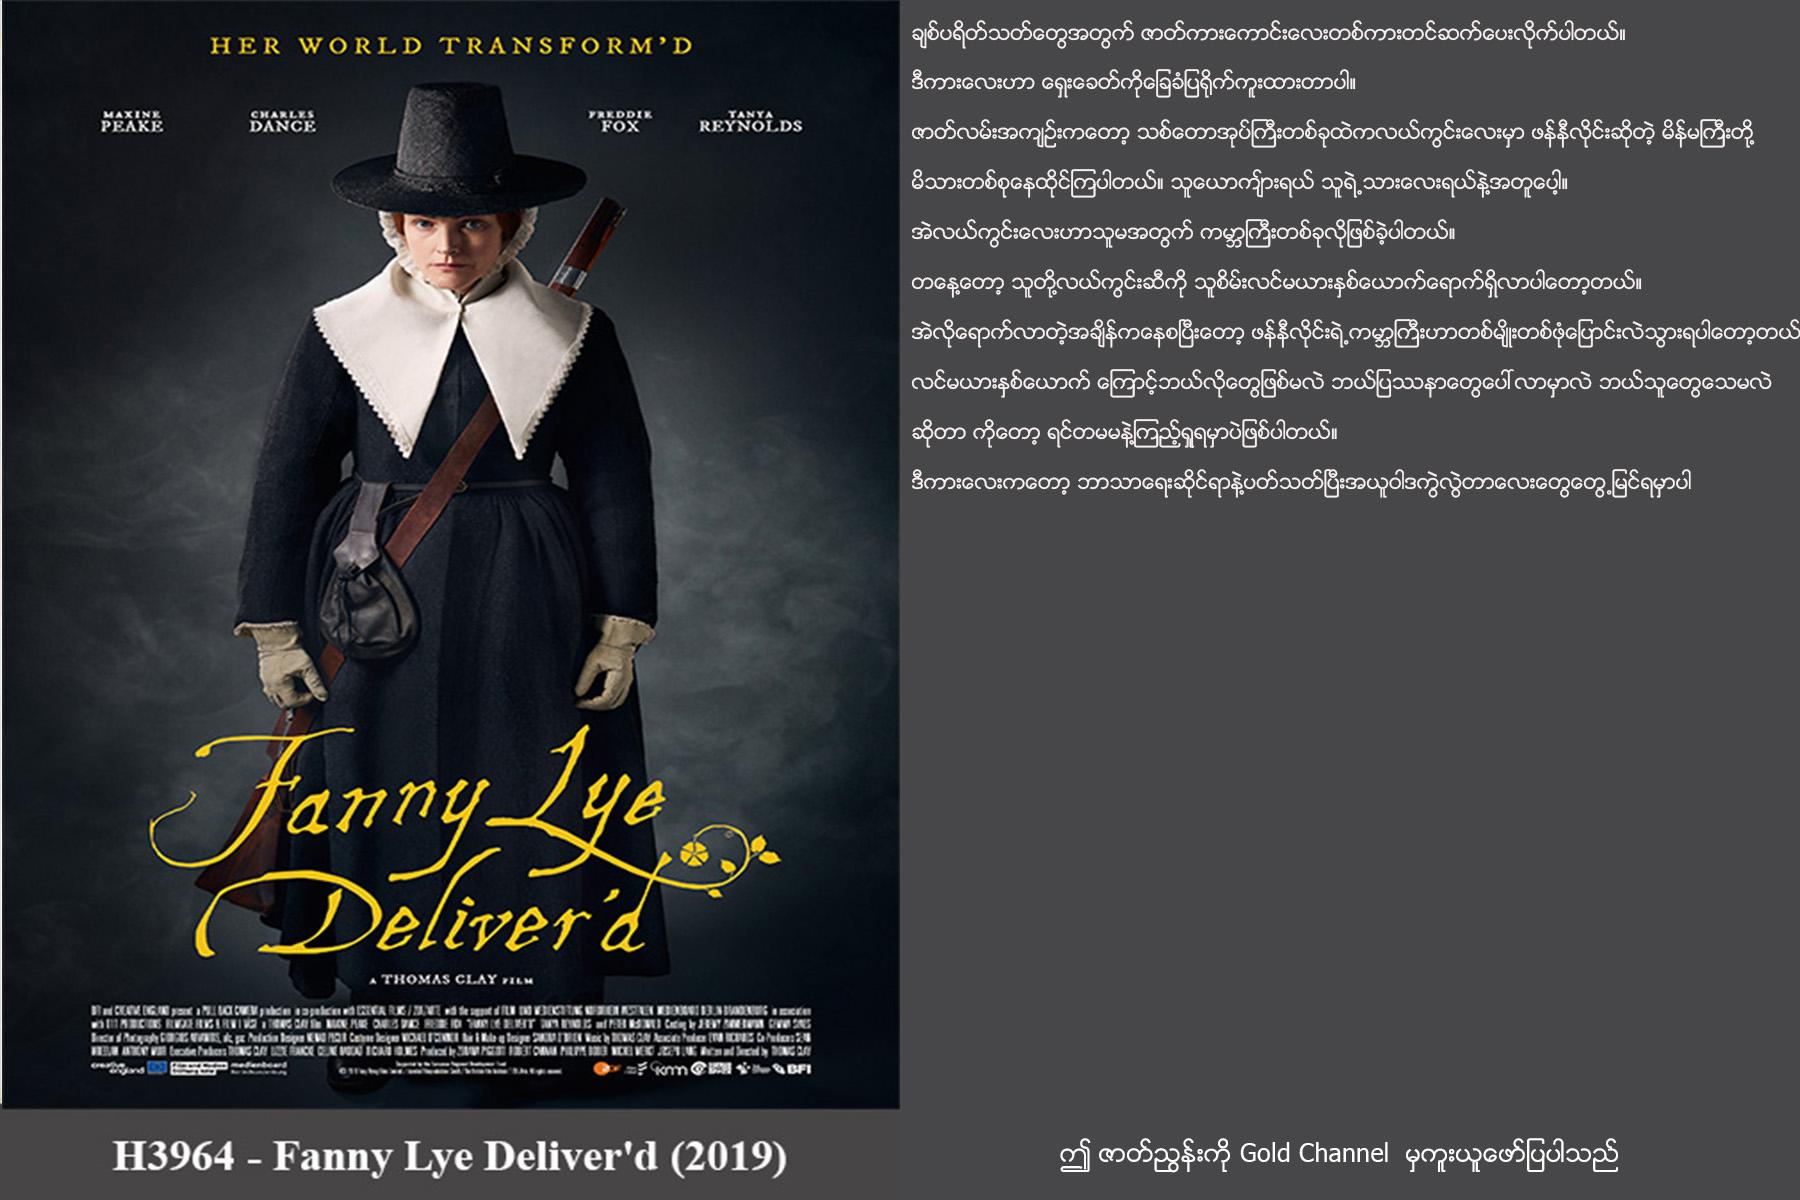 HER WORLD TRANSFORM'D
MAXINE PEAKE
CHARLES DANCE
FREDDIE FOX
TANYA REYNOLDS
Fanny Lye
Deliver'd
A THOMAS CLAY FILM
creative england
medienboard
BFI
H3964 - Fanny Lye Deliver'd (2019)
ချစ်ပရိတ်သတ်တွေအတွက် ဇာတ်ကားကောင်းလေးတစ်ကားတင်ဆက်ပေးလိုက်ပါတယ်။
ဒီကားလေးဟာ ရှေးခေတ်ကိုခြေခံပြရိုက်ကူးထားတာပါ။
ဇာတ်လမ်းအကျဉ်းကတော့ သစ်တောအုပ်ကြီးတစ်ခုထဲကလယ်ကွင်းလေးမှာ ဖန်နီလိုင်းဆိုတဲ့ မိန်မကြီးတို့
မိသားတစ်စုနေထိုင်ကြပါတယ်။ သူယောကျ်ားရယ် သူရဲ့သားလေးရယ်နဲ့အတူပေါ့။
အဲလယ်ကွင်းလေးဟာသူမအတွက် ကမ္ဘာကြီးတစ်ခုလိုဖြစ်ခဲ့ပါတယ်။
တနေ့တော့ သူတို့လယ်ကွင်းဆီကို သူစိမ်းလင်မယားနှစ်ယောက်ရောက်ရှိလာပါတော့တယ်။
အဲလိုရောက်လာတဲ့အချိန်ကနေစပြီးတော့ ဖန်နီလိုင်းရဲ့ကမ္ဘာကြီးဟာတစ်မျိုးတစ်ဖုံပြောင်းလဲသွားရပါတော့တယ်
လင်မယားနှစ်ယောက် ကြောင့်ဘယ်လိုတွေဖြစ်မလဲ ဘယ်ပြဿနာတွေပေါ်လာမှာလဲ ဘယ်သူတွေသေမလဲ
ဆိုတာ ကိုတော့ ရင်တမမနဲ့ကြည့်ရှုရမှာပဲဖြစ်ပါတယ်။
ဒီကားလေးကတော့ ဘာသာရေးဆိုင်ရာနဲ့ပတ်သတ်ပြီးအယူဝါဒကွဲလွဲတာလေးတွေတွေ့မြင်ရမှာပါ
ဤ ဇာတ်ညွှန်းကို Gold Channel မှကူးယူဖော်ပြပါသည်